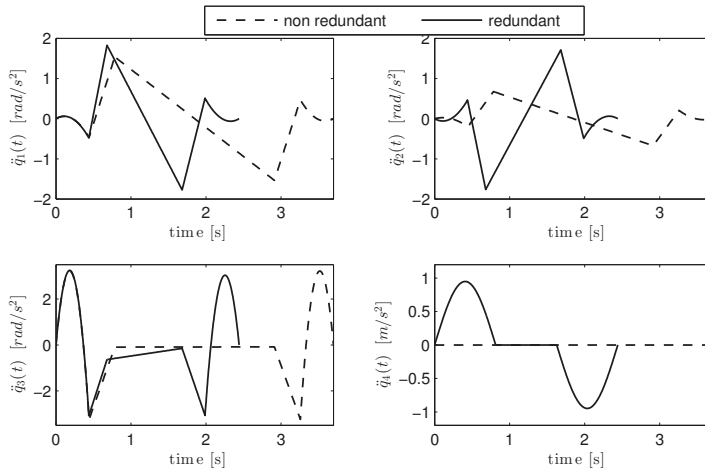 non redundant redundant
2
1
0
−1
−2
q̈₁(t) [rad/s²]
0 1 2 3
time [s]
2
1
0
−1
−2
q̈₂(t) [rad/s²]
0 1 2 3
time [s]
2
0
−2
q̈₃(t) [rad/s²]
0 1 2 3
time [s]
1
0.5
0
−0.5
−1
q̈₄(t) [m/s²]
0 1 2 3
time [s]